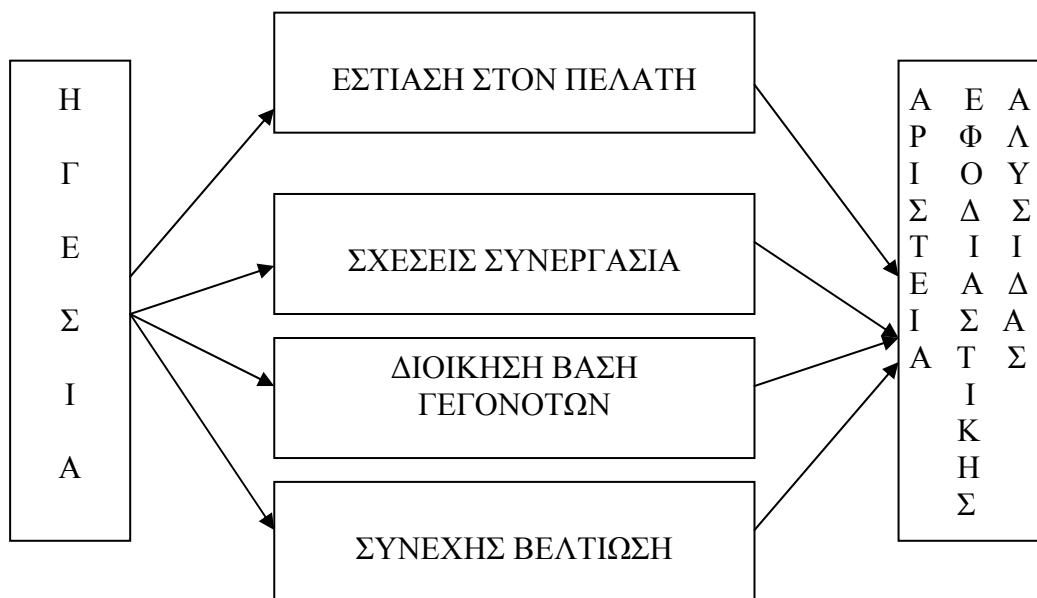 ΗΓΕΣΙΑ
ΕΣΤΙΑΣΗ ΣΤΟΝ ΠΕΛΑΤΗ
ΣΧΕΣΕΙΣ ΣΥΝΕΡΓΑΣΙΑ
ΔΙΟΙΚΗΣΗ ΒΑΣΗ
ΓΕΓΟΝΟΤΩΝ
ΣΥΝΕΧΗΣ ΒΕΛΤΙΩΣΗ
ΑΡΙΣΤΕΙΑ
ΕΦΟΔΙΑΣΤΙΚΗΣ
ΑΛΥΣΙΔΑΣ